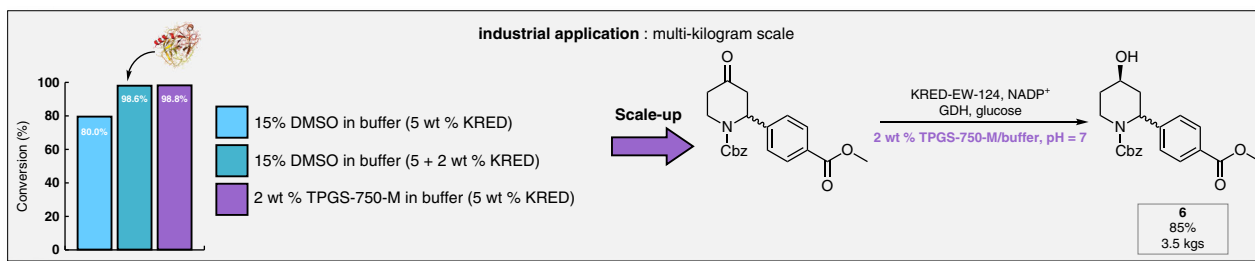 industrial application : multi-kilogram scale
Conversion (%)
100
80
60
40
20
0
80.0%
98.6%
98.8%
15% DMSO in buffer (5 wt % KRED)
15% DMSO in buffer (5 + 2 wt % KRED)
2 wt % TPGS-750-M in buffer (5 wt % KRED)
Scale-up
O
N
Cbz
O
O
KRED-EW-124, NADP+
GDH, glucose
2 wt % TPGS-750-M/buffer, pH = 7
OH
N
Cbz
O
O
6
85%
3.5 kgs